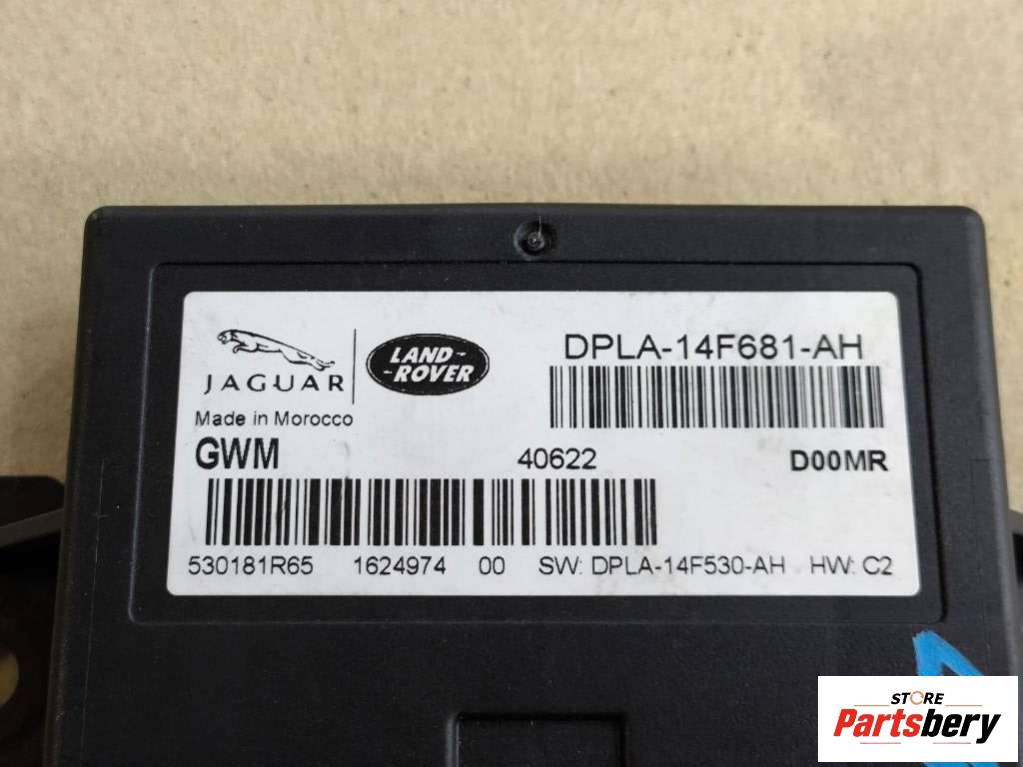 JAGUAR
LAND-
-ROVER
DPLA-14F681-AH
Made in Morocco
GWM 40622 D00MR
530181R65 1624974 00 SW: DPLA-14F530-AH HW: C2
STORE
Partsbery